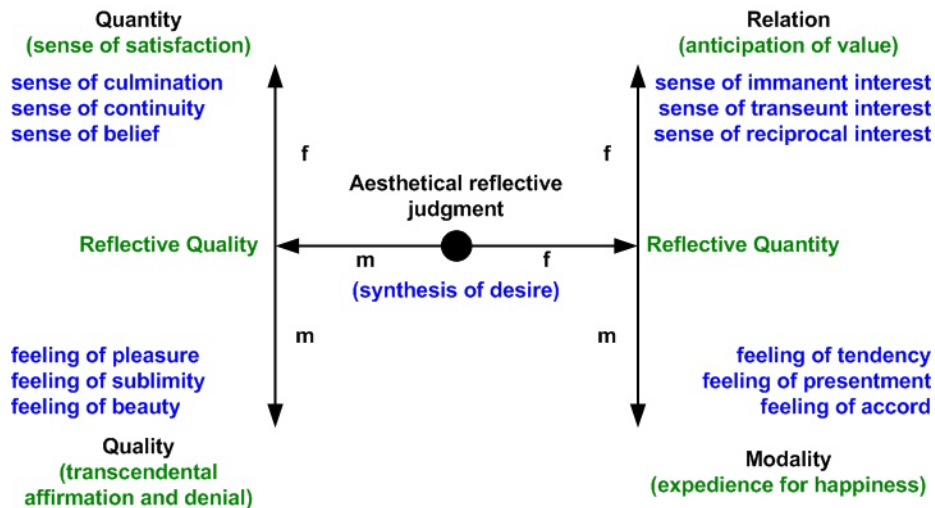 Quantity
(sense of satisfaction)
sense of culmination
sense of continuity
sense of belief
Relation
(anticipation of value)
sense of immanent interest
sense of transeunt interest
sense of reciprocal interest
f
f
Aesthetical reflective
judgment
Reflective Quality
Reflective Quantity
m
f
(synthesis of desire)
m
m
feeling of pleasure
feeling of sublimity
feeling of beauty
Quality
(transcendental
affirmation and denial)
feeling of tendency
feeling of presentment
feeling of accord
Modality
(expedience for happiness)